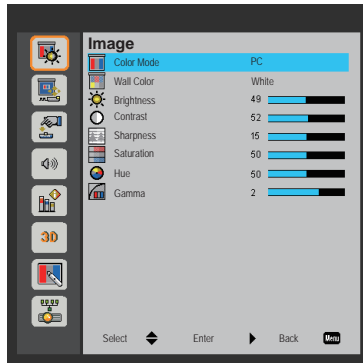 Image
Color Mode PC
Wall Color White
Brightness 49
Contrast 52
Sharpness 15
Saturation 50
Hue 50
Gamma 2
3D
Select Enter Back Menu